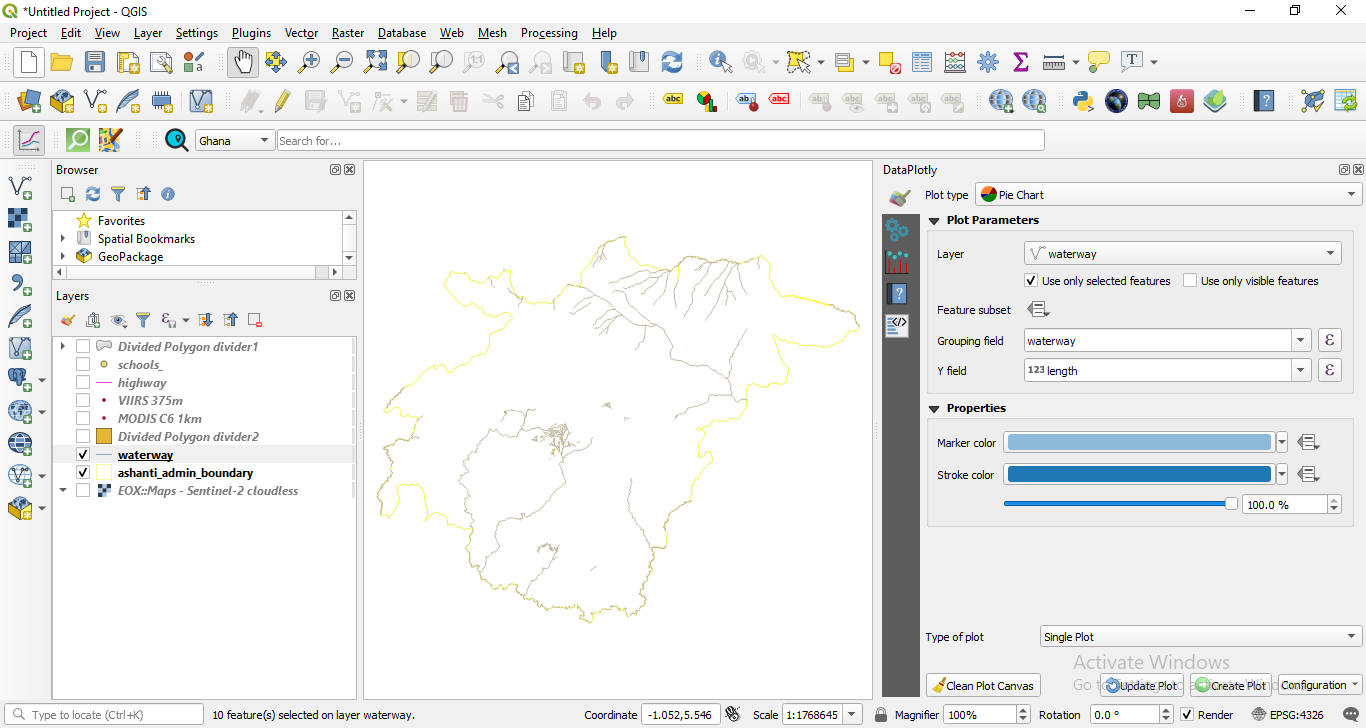 *Untitled Project - QGIS
Project Edit View Layer Settings Plugins Vector Raster Database Web Mesh Processing Help
Ghana Search for...
Browser
Favorites
Spatial Bookmarks
GeoPackage
Layers
Divided Polygon divider1
schools_
highway
VIIRS 375m
MODIS C6 1km
Divided Polygon divider2
waterway
ashanti_admin_boundary
EOX::Maps - Sentinel-2 cloudless
DataPlotly
Plot type Pie Chart
Plot Parameters
Layer waterway
Use only selected features Use only visible features
Feature subset
Grouping field waterway
Y field 123 length
Properties
Marker color
Stroke color
100.0 %
Type of plot Single Plot
Activate Windows
Clean Plot Canvas Update Plot Create Plot Configuration
Type to locate (Ctrl+K) 10 feature(s) selected on layer waterway. Coordinate -1.052,5.546 Scale 1:1768645 Magnifier 100% Rotation 0.0 ° Render EPSG:4326